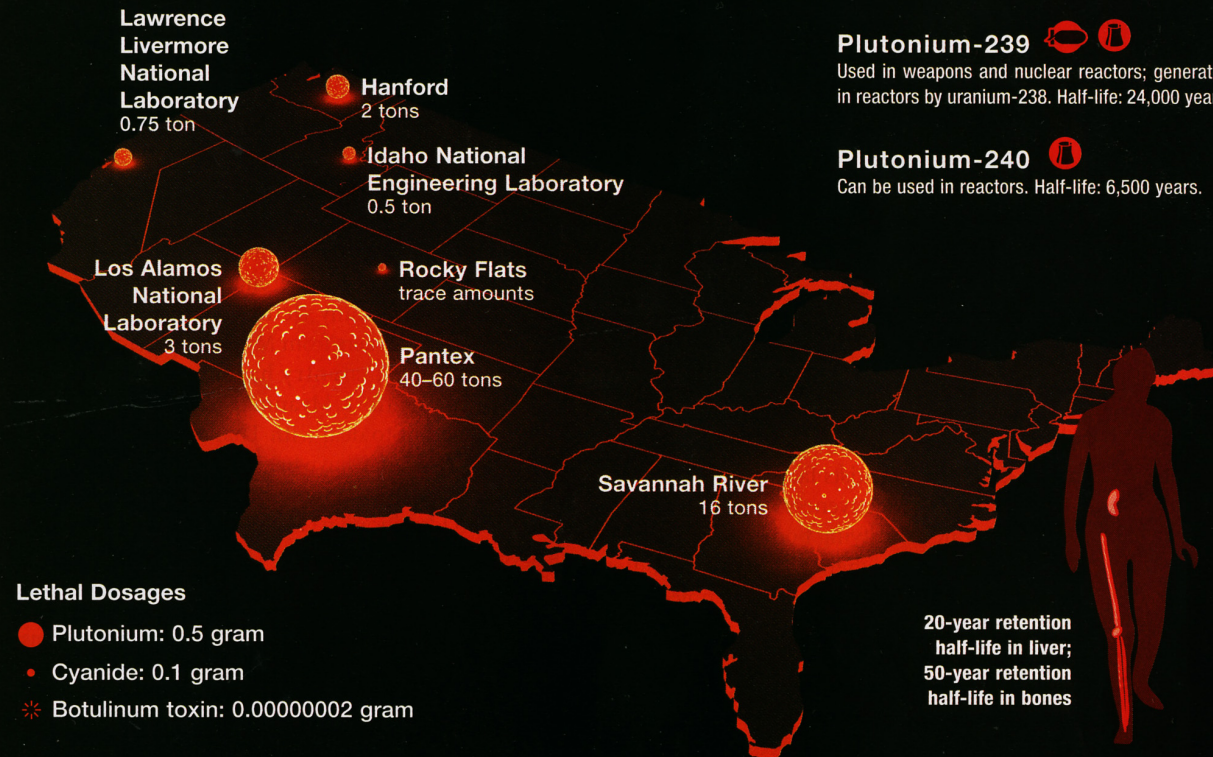 Lawrence
Livermore
National
Laboratory
0.75 ton
Hanford
2 tons
Idaho National
Engineering Laboratory
0.5 ton
Los Alamos
National
Laboratory
3 tons
Rocky Flats
trace amounts
Pantex
40–60 tons
Savannah River
16 tons
Plutonium-239
Used in weapons and nuclear reactors; generat
in reactors by uranium-238. Half-life: 24,000 yea
Plutonium-240
Can be used in reactors. Half-life: 6,500 years.
Lethal Dosages
Plutonium: 0.5 gram
Cyanide: 0.1 gram
Botulinum toxin: 0.00000002 gram
20-year retention
half-life in liver;
50-year retention
half-life in bones